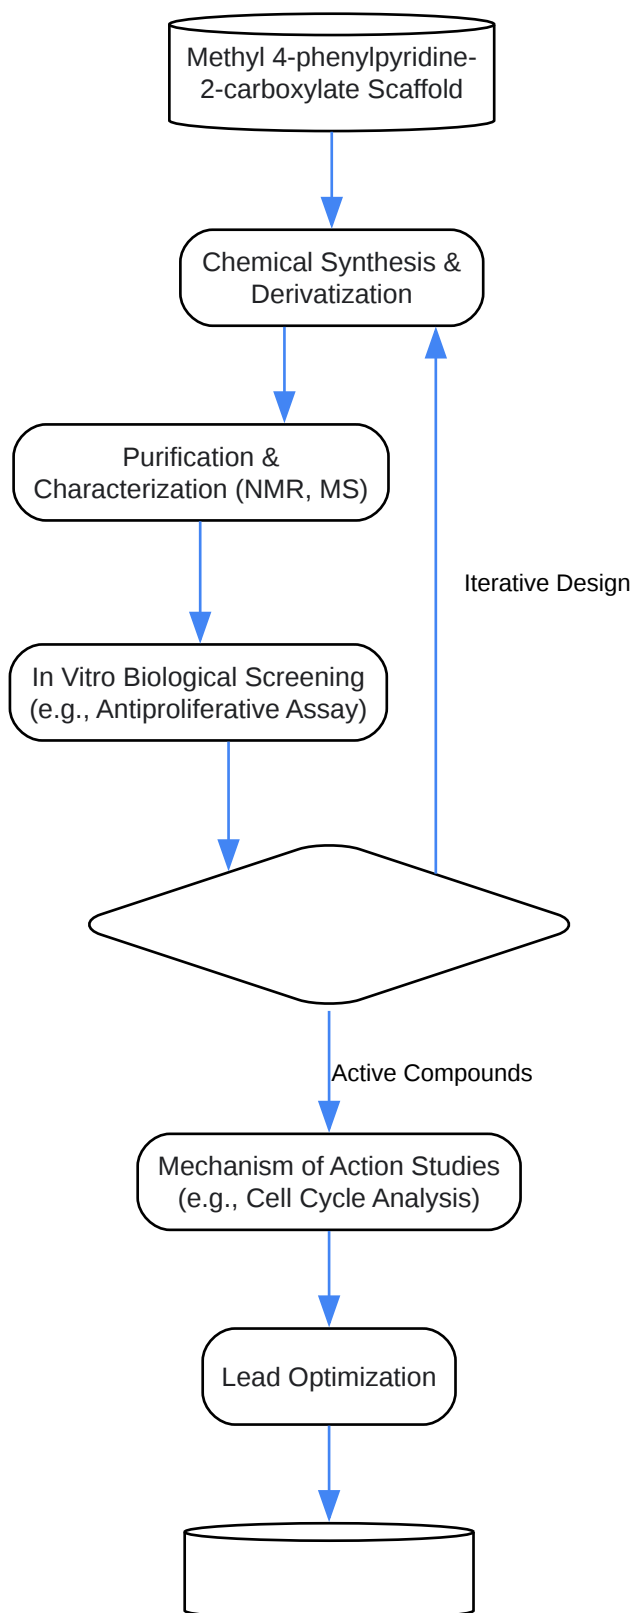 Methyl 4-phenylpyridine-
2-carboxylate Scaffold
Chemical Synthesis &
Derivatization
Purification &
Characterization (NMR, MS)
Iterative Design
In Vitro Biological Screening
(e.g., Antiproliferative Assay)
Active Compounds
Mechanism of Action Studies
(e.g., Cell Cycle Analysis)
Lead Optimization